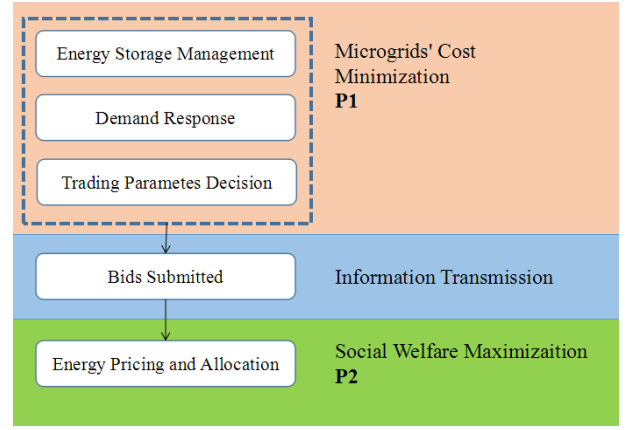 Energy Storage Management
Microgrids' Cost
Minimization
P1
Demand Response
Trading Parametes Decision
Bids Submitted
Information Transmission
Energy Pricing and Allocation
Social Welfare Maximizaition
P2